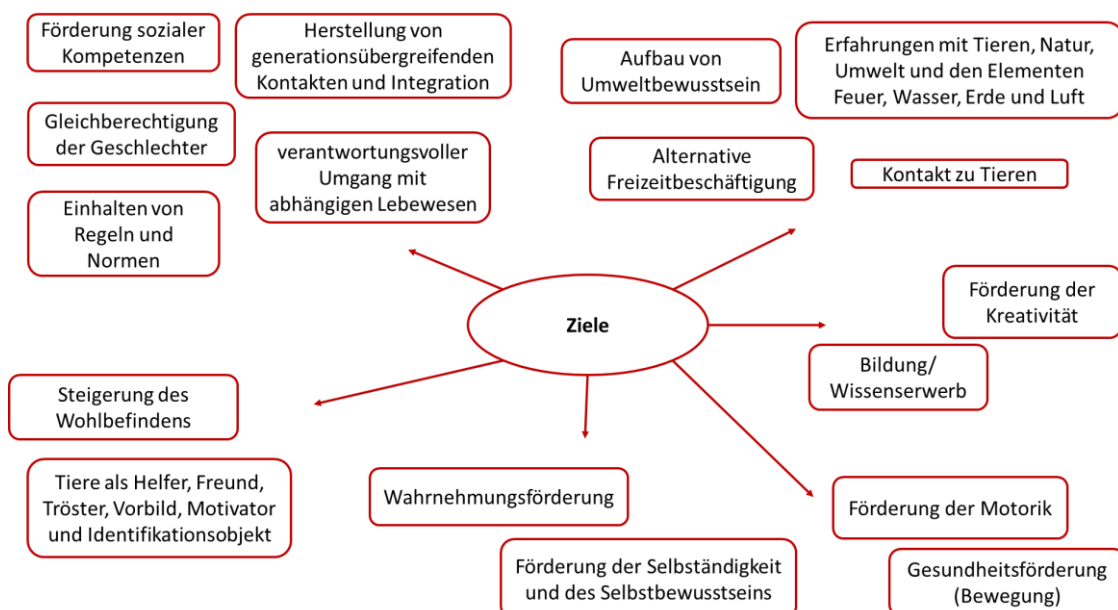 Förderung sozialer
Kompetenzen
Herstellung von
generationsübergreifenden
Kontakten und Integration
Aufbau von
Umweltbewusstsein
Erfahrungen mit Tieren, Natur,
Umwelt und den Elementen
Feuer, Wasser, Erde und Luft
Gleichberechtigung
der Geschlechter
verantwortungsvoller
Umgang mit
abhängigen Lebewesen
Alternative
Freizeitbeschäftigung
Kontakt zu Tieren
Einhalten von
Regeln und
Normen
Ziele
Förderung der
Kreativität
Bildung/
Wissenserwerb
Steigerung des
Wohlbefindens
Tiere als Helfer, Freund,
Tröster, Vorbild, Motivator
und Identifikationsobjekt
Wahrnehmungsförderung
Förderung der Motorik
Förderung der Selbständigkeit
und des Selbstbewusstseins
Gesundheitsförderung
(Bewegung)